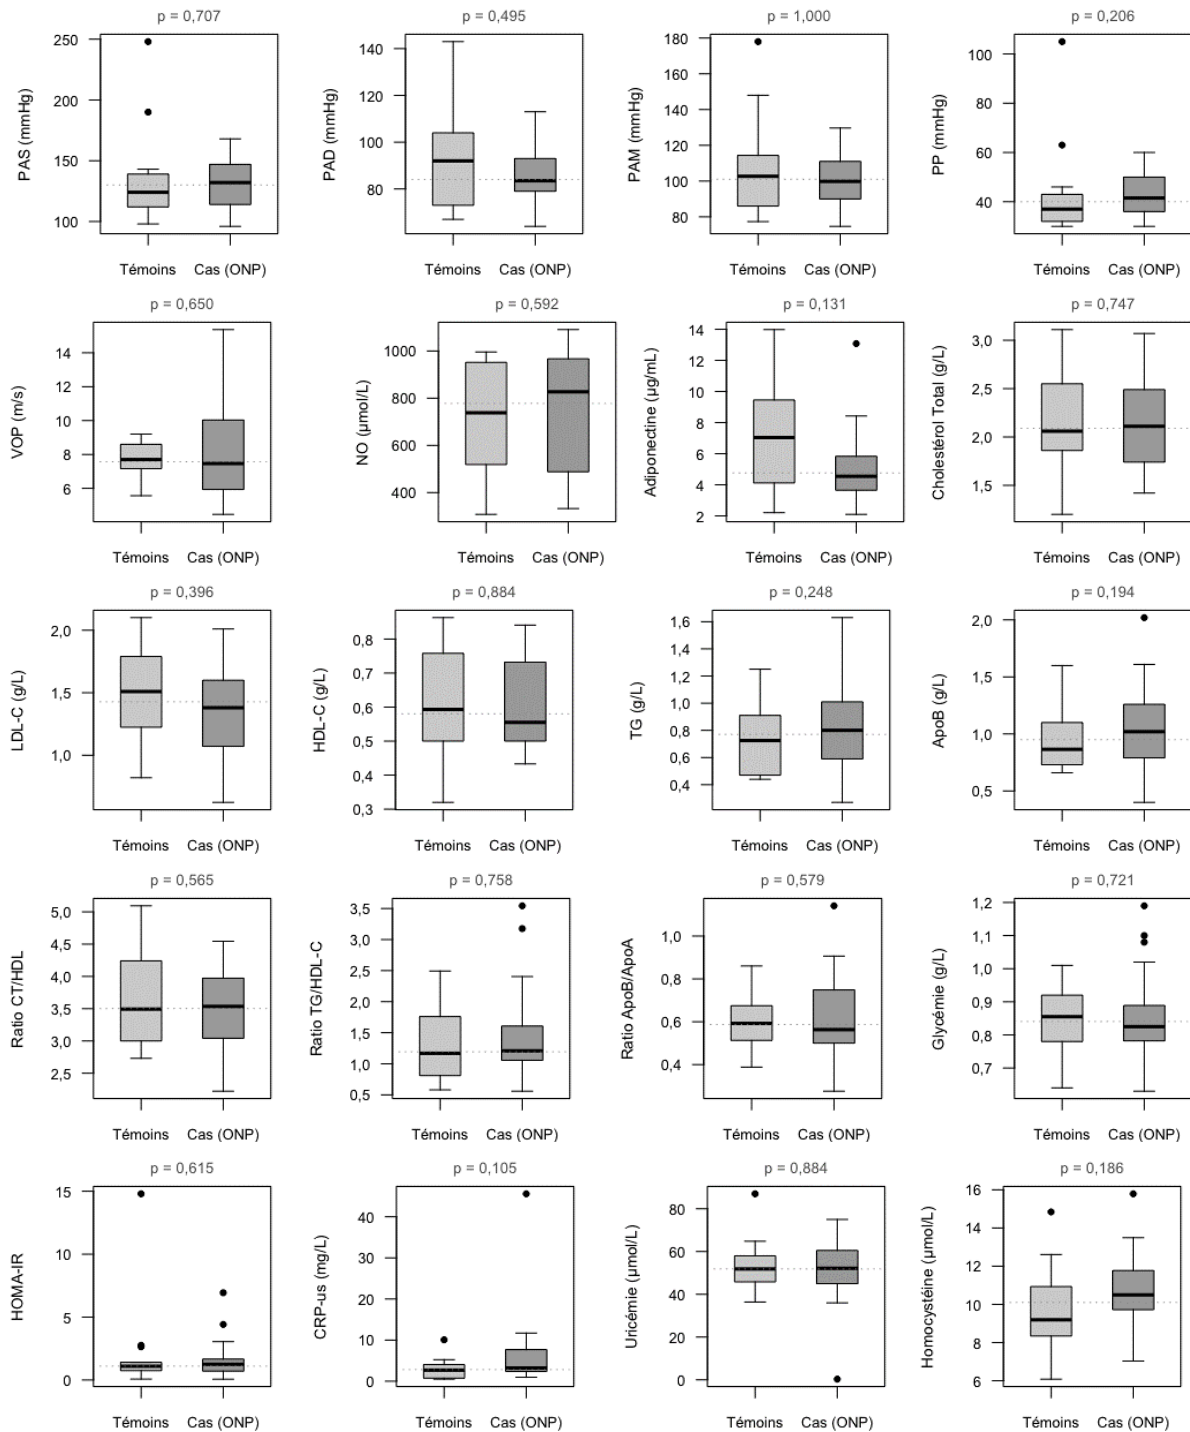 p = 0,707
PAS (mmHg)
250
200
150
100
Témoins Cas (ONP)
p = 0,495
PAD (mmHg)
140
120
100
80
Témoins Cas (ONP)
p = 1,000
PAM (mmHg)
180
160
140
120
100
80
Témoins Cas (ONP)
p = 0,206
PP (mmHg)
100
80
60
40
Témoins Cas (ONP)
p = 0,650
VOP (m/s)
14
12
10
8
6
Témoins Cas (ONP)
p = 0,592
NO (µmol/L)
1000
800
600
400
Témoins Cas (ONP)
p = 0,131
Adiponectine (µg/mL)
14
12
10
8
6
4
2
Témoins Cas (ONP)
p = 0,747
Cholestérol Total (g/L)
3,0
2,5
2,0
1,5
Témoins Cas (ONP)
p = 0,396
LDL-C (g/L)
2,0
1,5
1,0
Témoins Cas (ONP)
p = 0,884
HDL-C (g/L)
0,8
0,7
0,6
0,5
0,4
0,3
Témoins Cas (ONP)
p = 0,248
TG (g/L)
1,6
1,4
1,2
1,0
0,8
0,6
0,4
Témoins Cas (ONP)
p = 0,194
ApoB (g/L)
2,0
1,5
1,0
0,5
Témoins Cas (ONP)
p = 0,565
Ratio CT/HDL
5,0
4,5
4,0
3,5
3,0
2,5
Témoins Cas (ONP)
p = 0,758
Ratio TG/HDL-C
3,5
3,0
2,5
2,0
1,5
1,0
0,5
Témoins Cas (ONP)
p = 0,579
Ratio ApoB/ApoA
1,0
0,8
0,6
0,4
Témoins Cas (ONP)
p = 0,721
Glycémie (g/L)
1,2
1,1
1,0
0,9
0,8
0,7
Témoins Cas (ONP)
p = 0,615
HOMA-IR
15
10
5
0
Témoins Cas (ONP)
p = 0,105
CRP-us (mg/L)
40
30
20
10
0
Témoins Cas (ONP)
p = 0,884
Uricémie (µmol/L)
80
60
40
20
0
Témoins Cas (ONP)
p = 0,186
Homocystéine (µmol/L)
16
14
12
10
8
6
Témoins Cas (ONP)